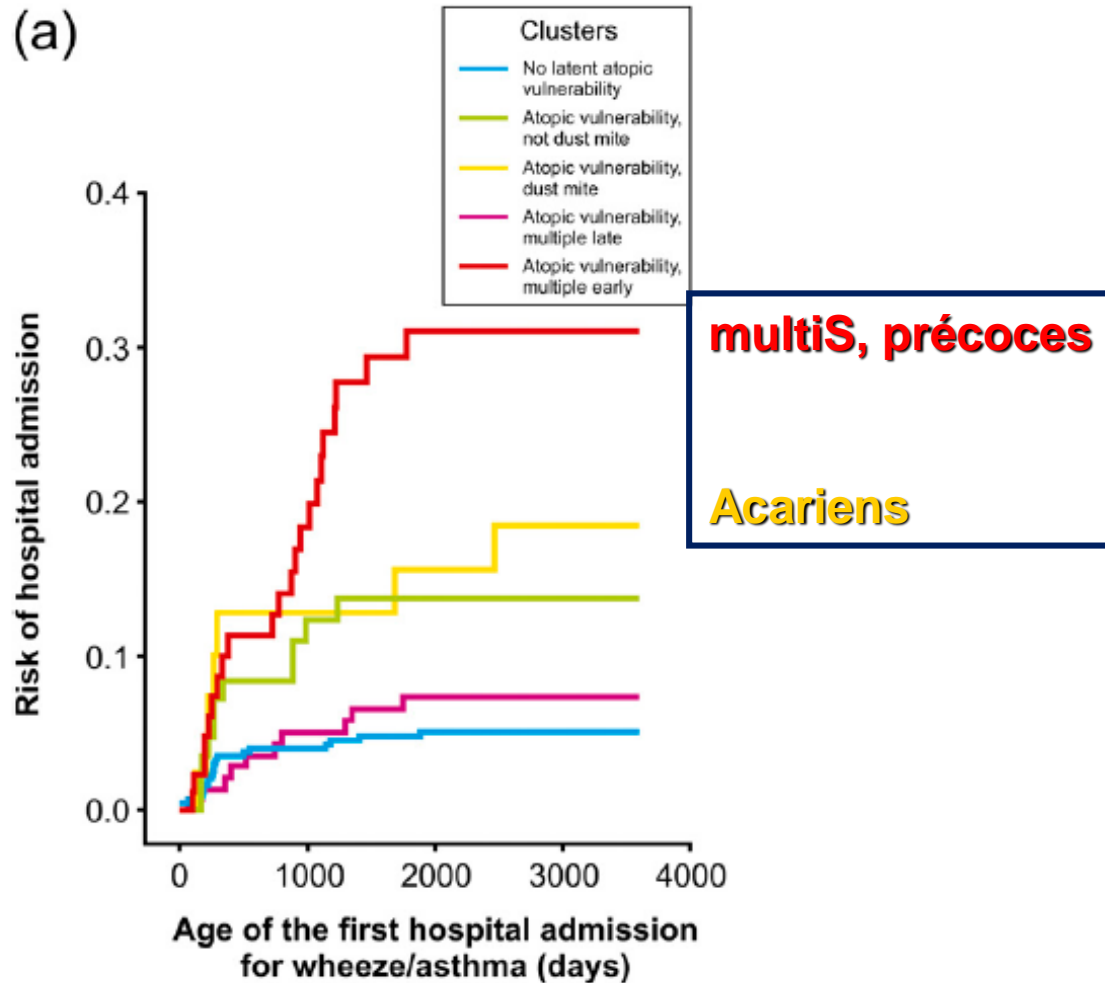 (a)
Clusters
No latent atopic
vulnerability
Atopic vulnerability,
not dust mite
Atopic vulnerability,
dust mite
Atopic vulnerability,
multiple late
Atopic vulnerability,
multiple early
multiS, précoces
Acariens
Risk of hospital admission
0.4
0.3
0.2
0.1
0.0
0 1000 2000 3000 4000
Age of the first hospital admission
for wheeze/asthma (days)